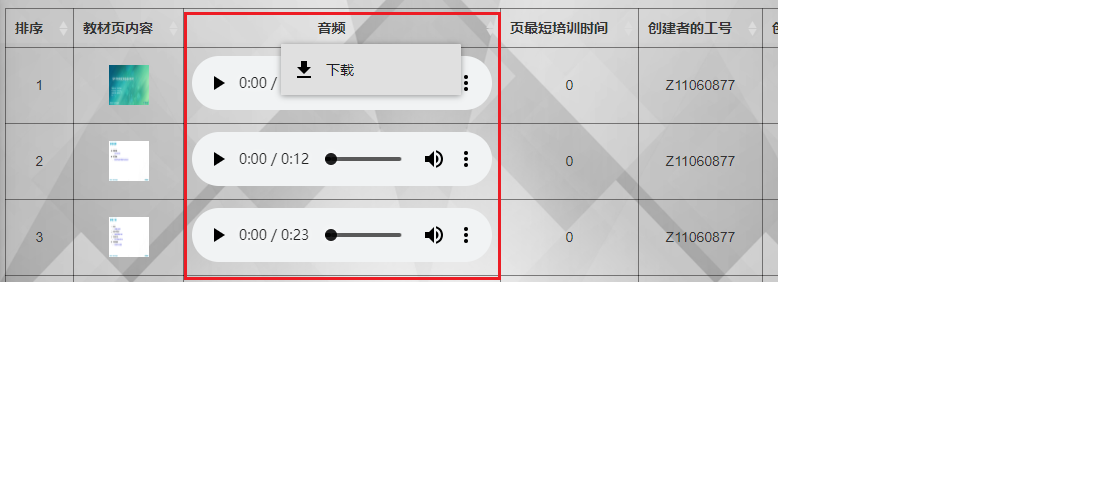 排序 教材页内容 音频 页最短培训时间 创建者的工号
1 0:00 / 下载 0 Z11060877
2 0:00 / 0:12 0 Z11060877
3 0:00 / 0:23 0 Z11060877